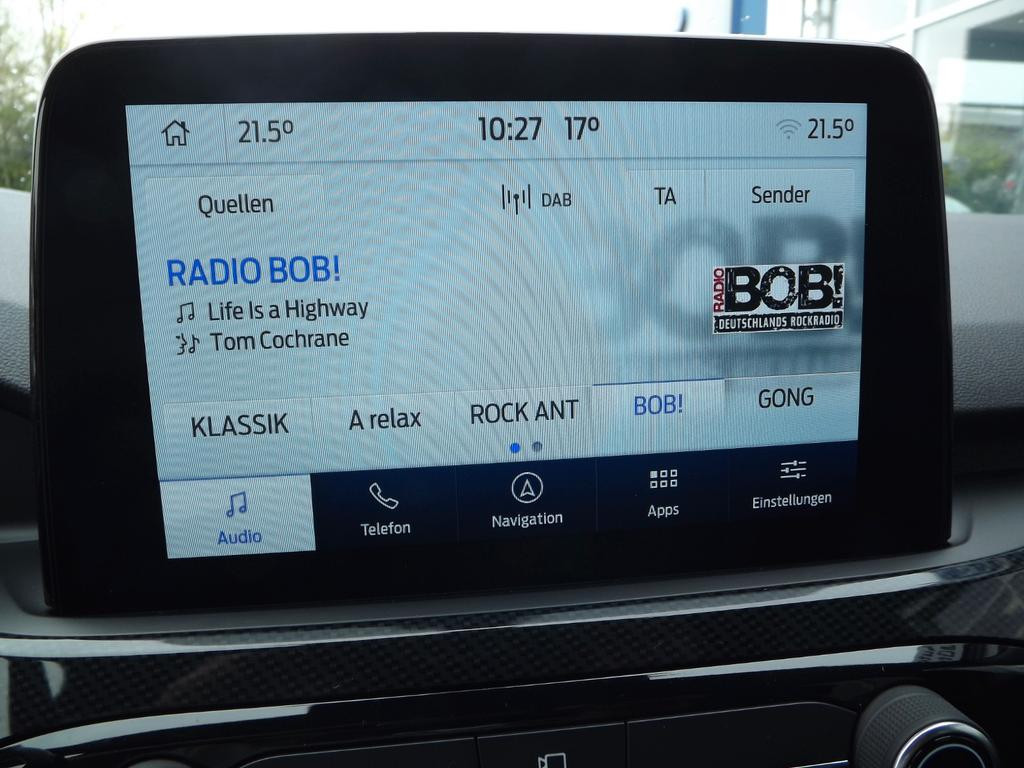 21.5° 10:27 17° 21.5°
Quellen DAB TA Sender
RADIO BOB!
Life Is a Highway
Tom Cochrane
RADIO BOB!
DEUTSCHLANDS ROCKRADIO
KLASSIK A relax ROCK ANT BOB! GONG
Audio Telefon Navigation Apps Einstellungen